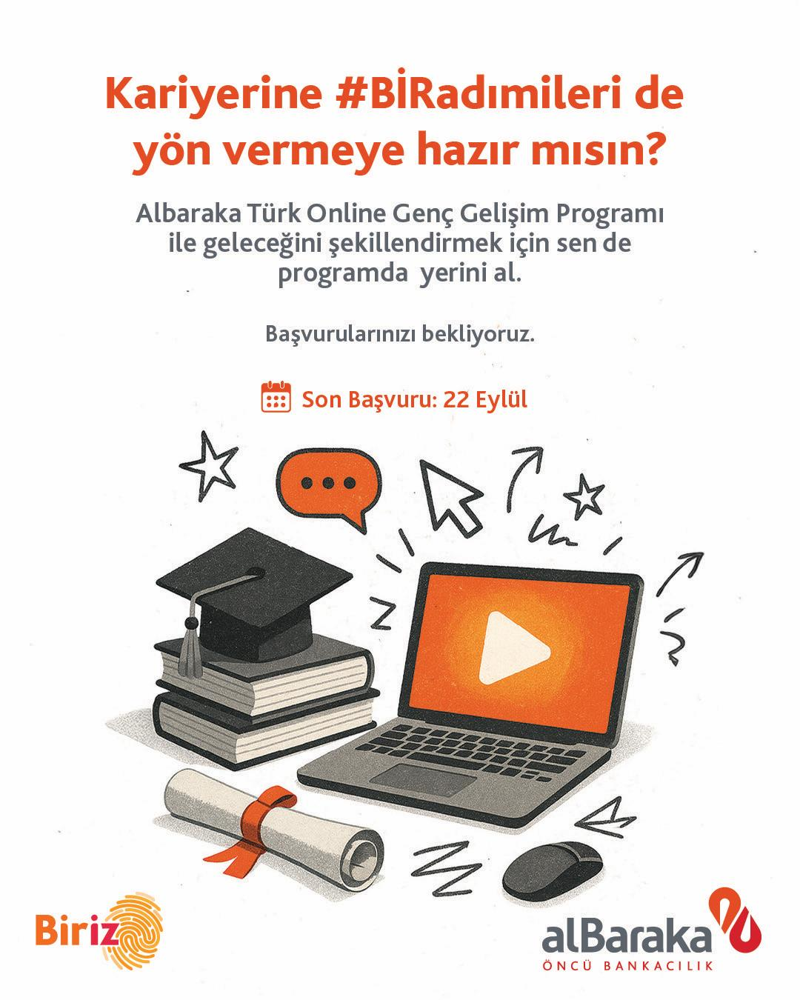 Kariyerine #BİRadımileri de
yön vermeye hazır mısın?
Albaraka Türk Online Genç Gelişim Programı
ile geleceğini şekillendirmek için sen de
programda yerini al.
Başvurularınızı bekliyoruz.
Son Başvuru: 22 Eylül
Biriz
alBaraka
ÖNCÜ BANKACILIK